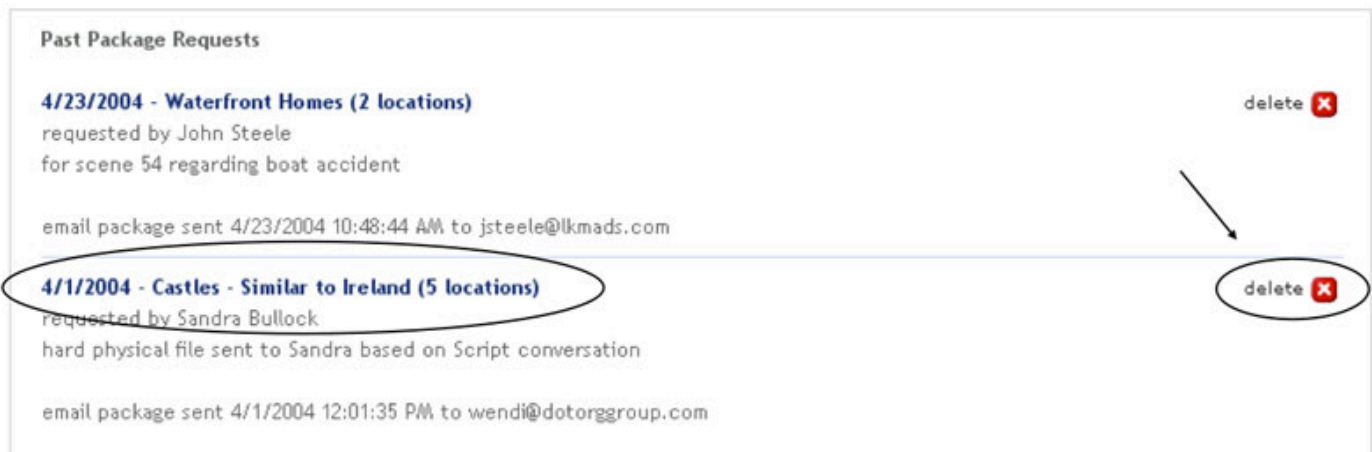 Past Package Requests
4/23/2004 - Waterfront Homes (2 locations)
delete
requested by John Steele
for scene 54 regarding boat accident
email package sent 4/23/2004 10:48:44 AM to jsteele@lkmads.com
4/1/2004 - Castles - Similar to Ireland (5 locations)
delete
requested by Sandra Bullock
hard physical file sent to Sandra based on Script conversation
email package sent 4/1/2004 12:01:35 PM to wendi@dotorggroup.com